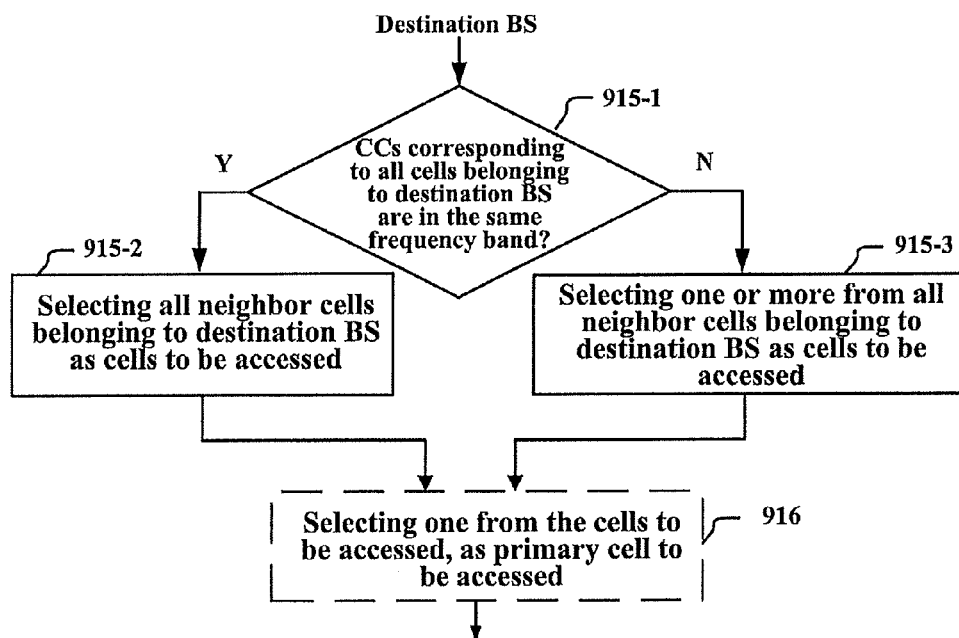 Destination BS
915-1
CCs corresponding
to all cells belonging
to destination BS
are in the same
frequency band?
Y
N
915-2
Selecting all neighbor cells
belonging to destination BS
as cells to be accessed
915-3
Selecting one or more from all
neighbor cells belonging to
destination BS as cells to be
accessed
Selecting one from the cells to
be accessed, as primary cell to
be accessed
916